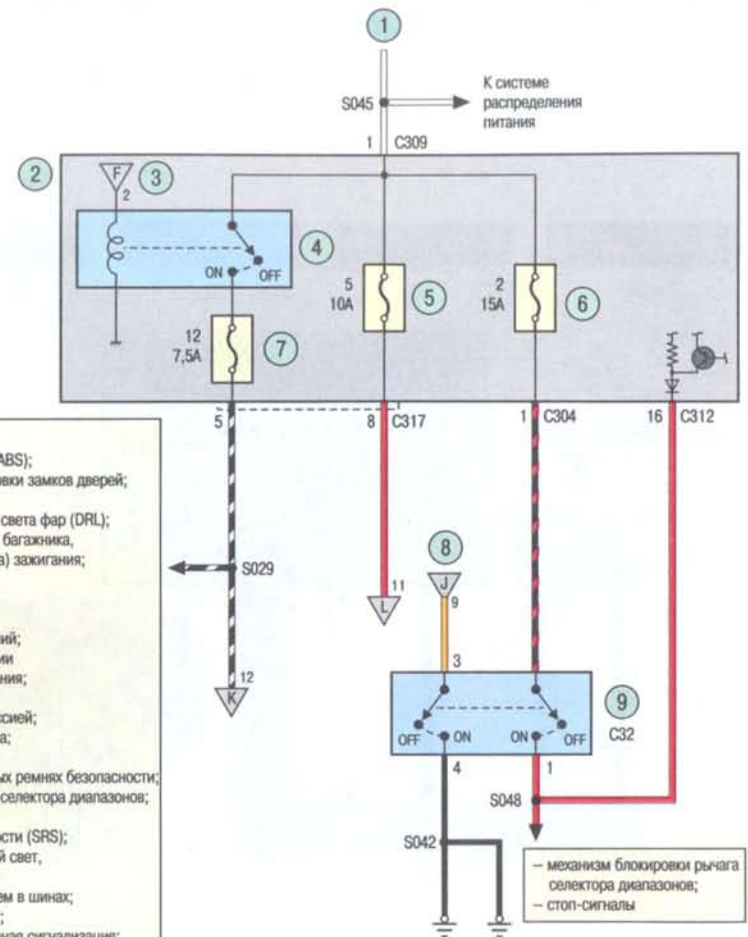 1
S045
К системе
распределения
питания
1 C309
2
F
2
3
4
ON OFF
5
10A
5
2
15A
6
12
7,5A
7
5
8 C317
1 C304
16 C312
ABS);
вки замков дверей;
света фар (DRL);
багажника,
а) зажигания;
S029
8
11
L
J
9
ий;
ии
ния;
12
K
3
ссией;
а;
9
C32
OFF ON
ON OFF
ых ремнях безопасности;
селектора диапазонов;
4
1
S048
сти (SRS);
й свет,
S042
– механизм блокировки рычага
селектора диапазонов;
– стоп-сигналы
ем в шинах;
;
ная сигнализация;